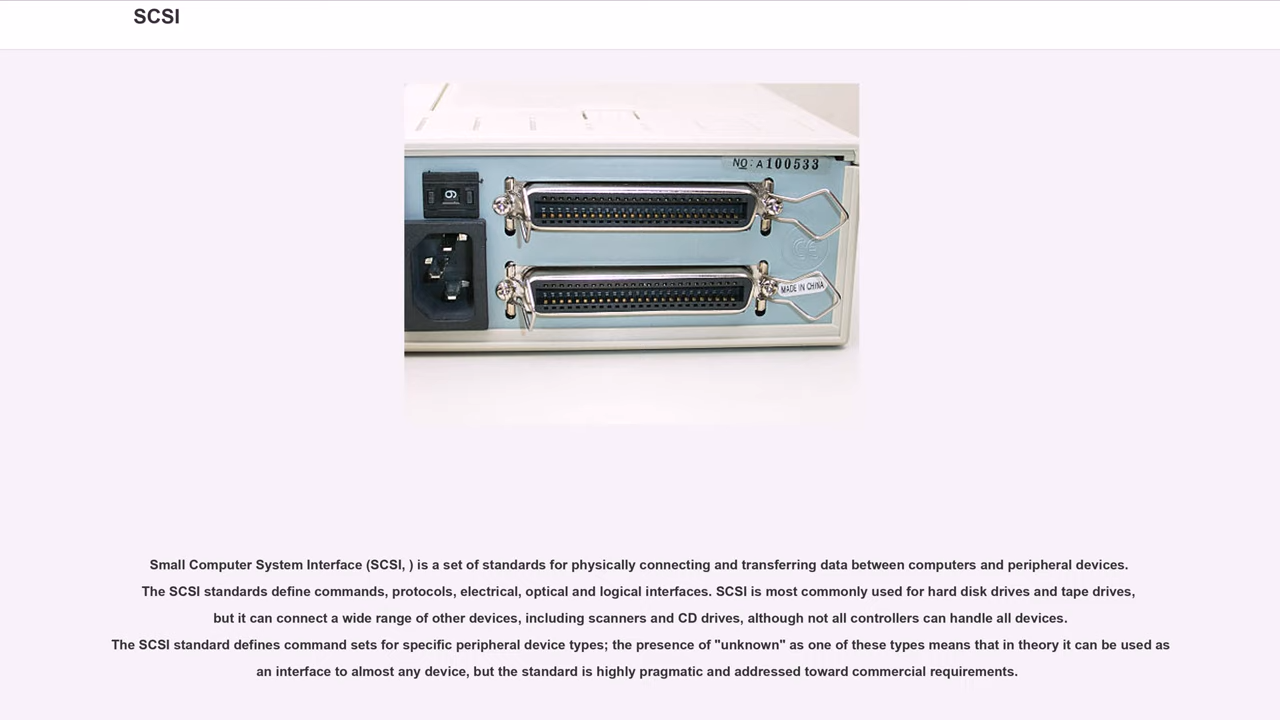 SCSI
NO: A100533
6
CE
MADE IN CHINA
Small Computer System Interface (SCSI, ) is a set of standards for physically connecting and transferring data between computers and peripheral devices.
The SCSI standards define commands, protocols, electrical, optical and logical interfaces. SCSI is most commonly used for hard disk drives and tape drives,
but it can connect a wide range of other devices, including scanners and CD drives, although not all controllers can handle all devices.
The SCSI standard defines command sets for specific peripheral device types; the presence of "unknown" as one of these types means that in theory it can be used as
an interface to almost any device, but the standard is highly pragmatic and addressed toward commercial requirements.